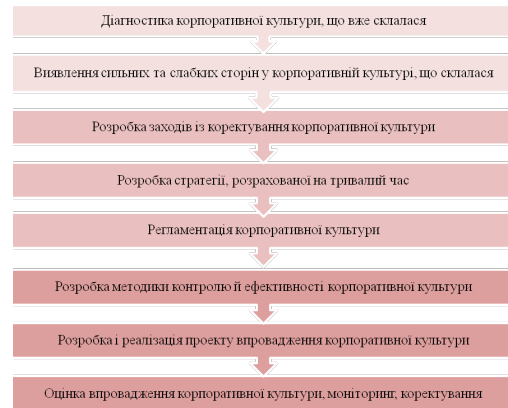 Діагностика корпоративної культури, що вже склалася
Виявлення сильних та слабких сторін у корпоративній культурі, що склалася
Розробка заходів із коректування корпоративної культури
Розробка стратегії, розрахованої на тривалий час
Регламентація корпоративної культури
Розробка методики контролю й ефективності корпоративної культури
Розробка і реалізація проекту впровадження корпоративної культури
Оцінка впровадження корпоративної культури, моніторинг, коректування